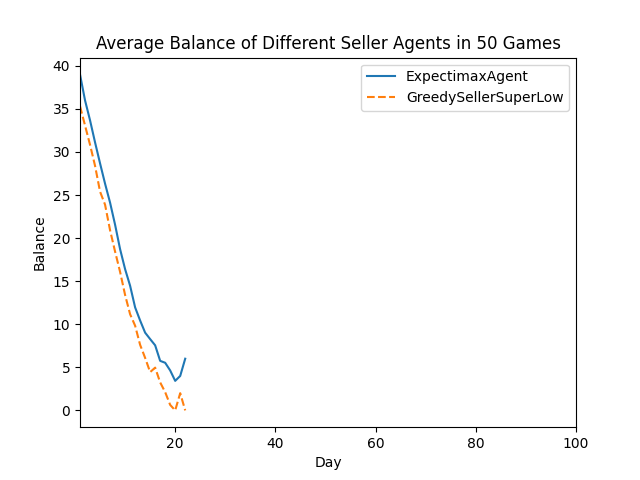 Average Balance of Different Seller Agents in 50 Games
ExpectimaxAgent
GreedySellerSuperLow
40
35
30
25
20
15
10
5
0
Balance
20
40
60
80
100
Day